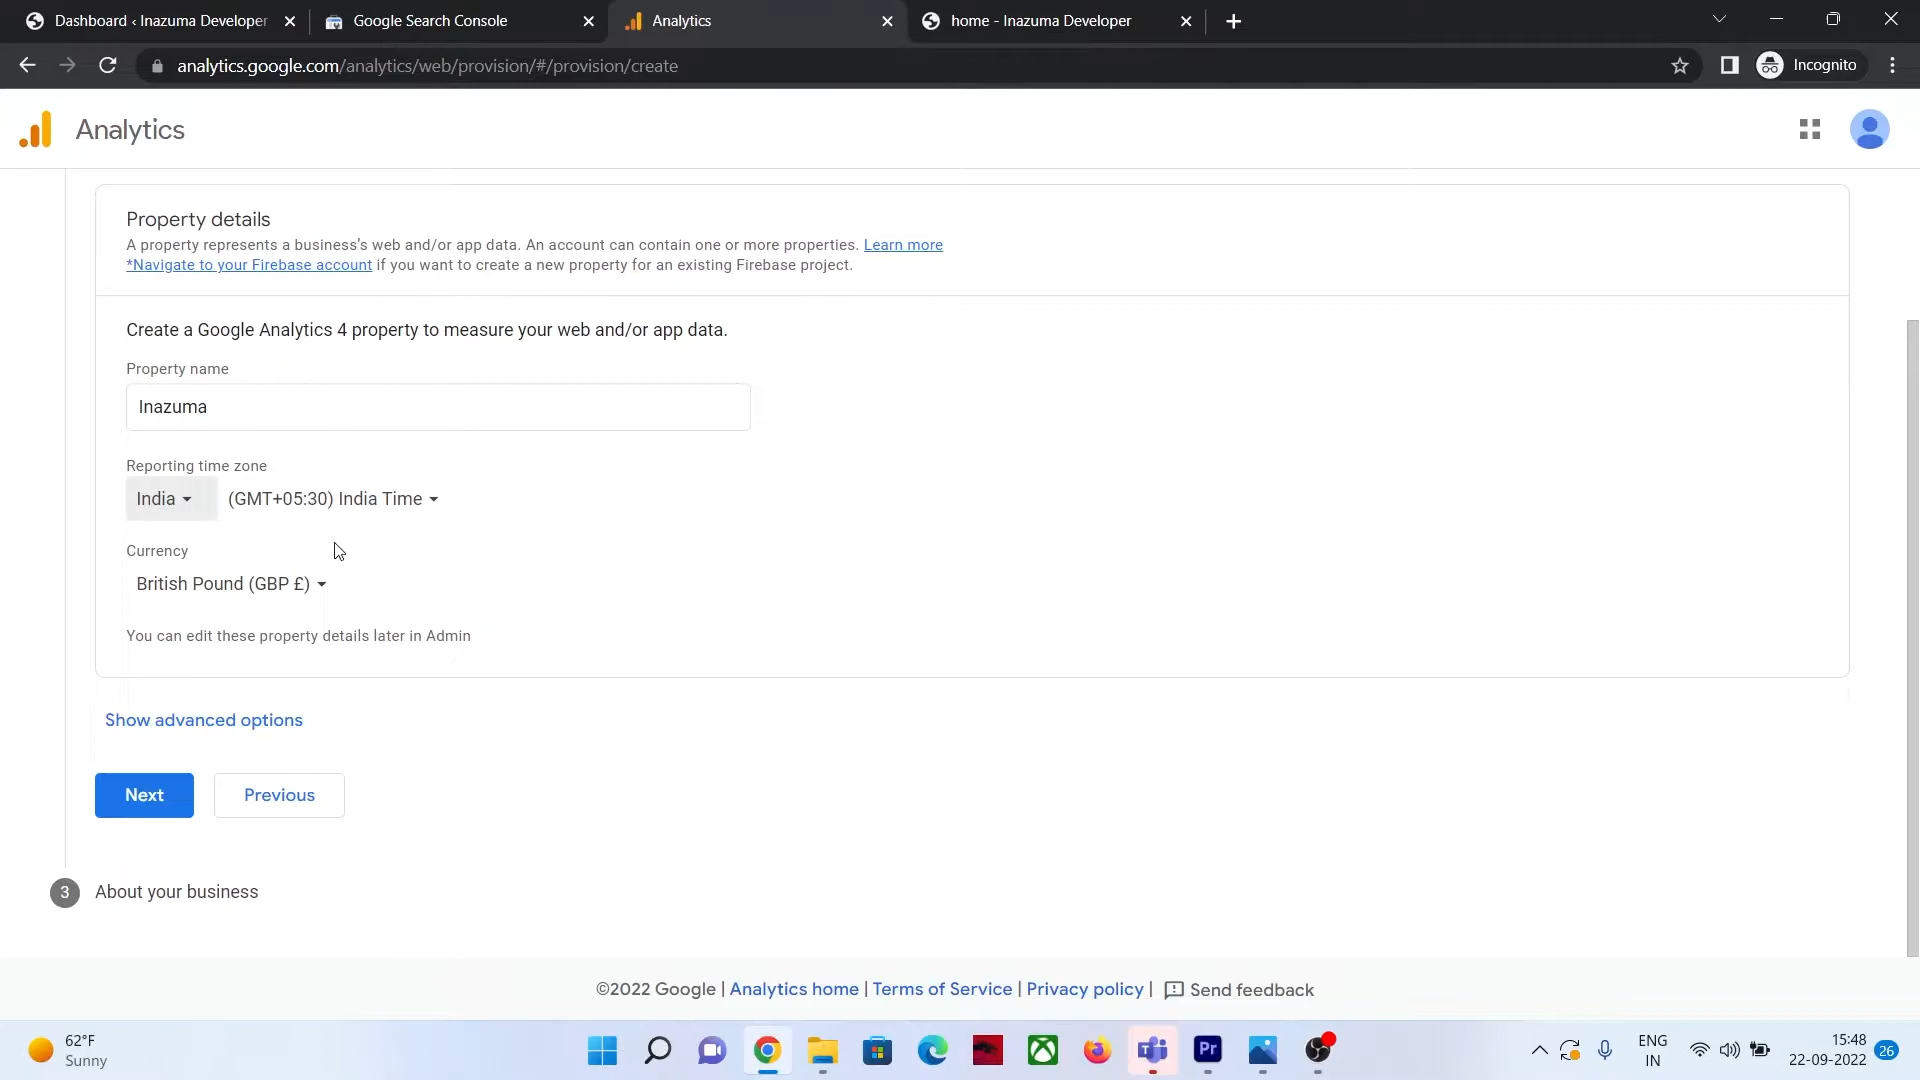 Dashboard ‹ Inazuma Developer
Google Search Console
Analytics
home - Inazuma Developer
analytics.google.com/analytics/web/provision/#/provision/create
Incognito
Analytics
Property details
A property represents a business's web and/or app data. An account can contain one or more properties. Learn more
*Navigate to your Firebase account if you want to create a new property for an existing Firebase project.
Create a Google Analytics 4 property to measure your web and/or app data.
Property name
Inazuma
Reporting time zone
India (GMT+05:30) India Time
Currency
British Pound (GBP £)
You can edit these property details later in Admin
Show advanced options
Next Previous
3 About your business
©2022 Google | Analytics home | Terms of Service | Privacy policy | Send feedback
62°F
Sunny
Pr
ENG
IN
15:48
22-09-2022
26